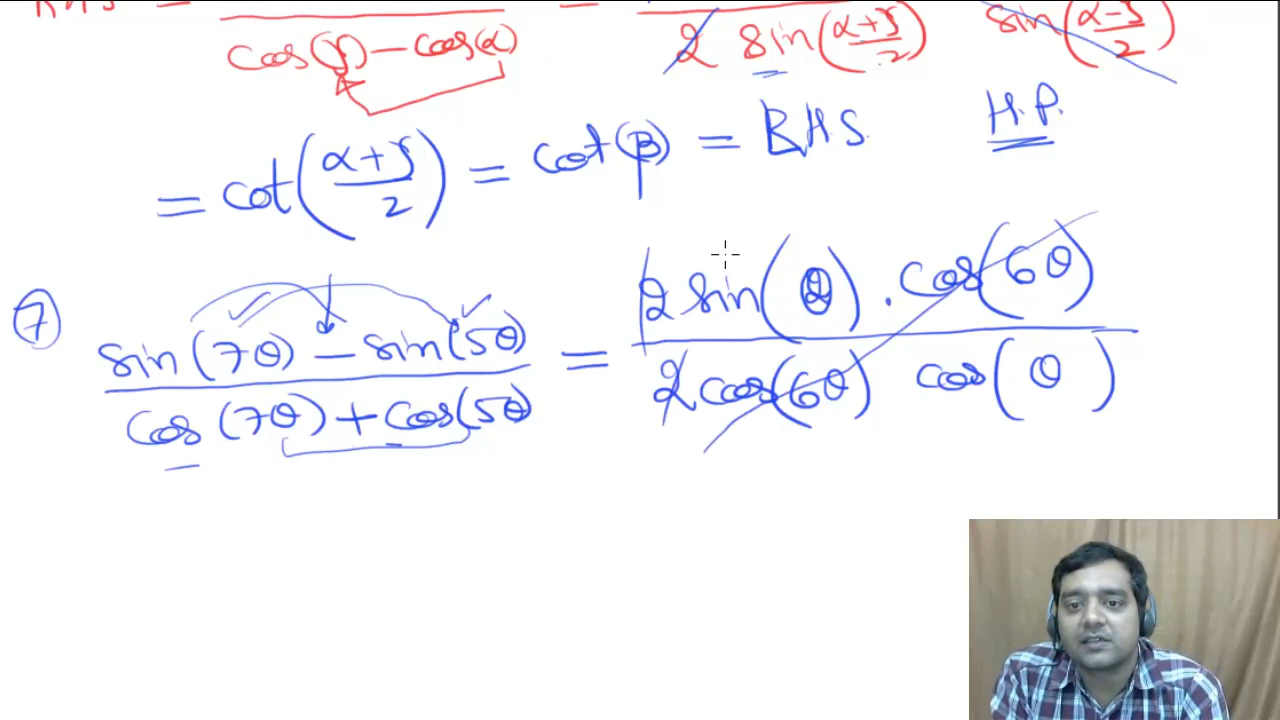 RHS = ――― = ―――
cos(γ) - cos(α)    2 sin((α+γ)/2) sin((α-γ)/2)
= cot((α+γ)/2) = cot(β) = RHS    H.P.
⑦ (sin(7θ) - sin(5θ))/(cos(7θ) + cos(5θ)) = (2 sin(θ) . cos(6θ))/(2 cos(6θ) cos(θ))